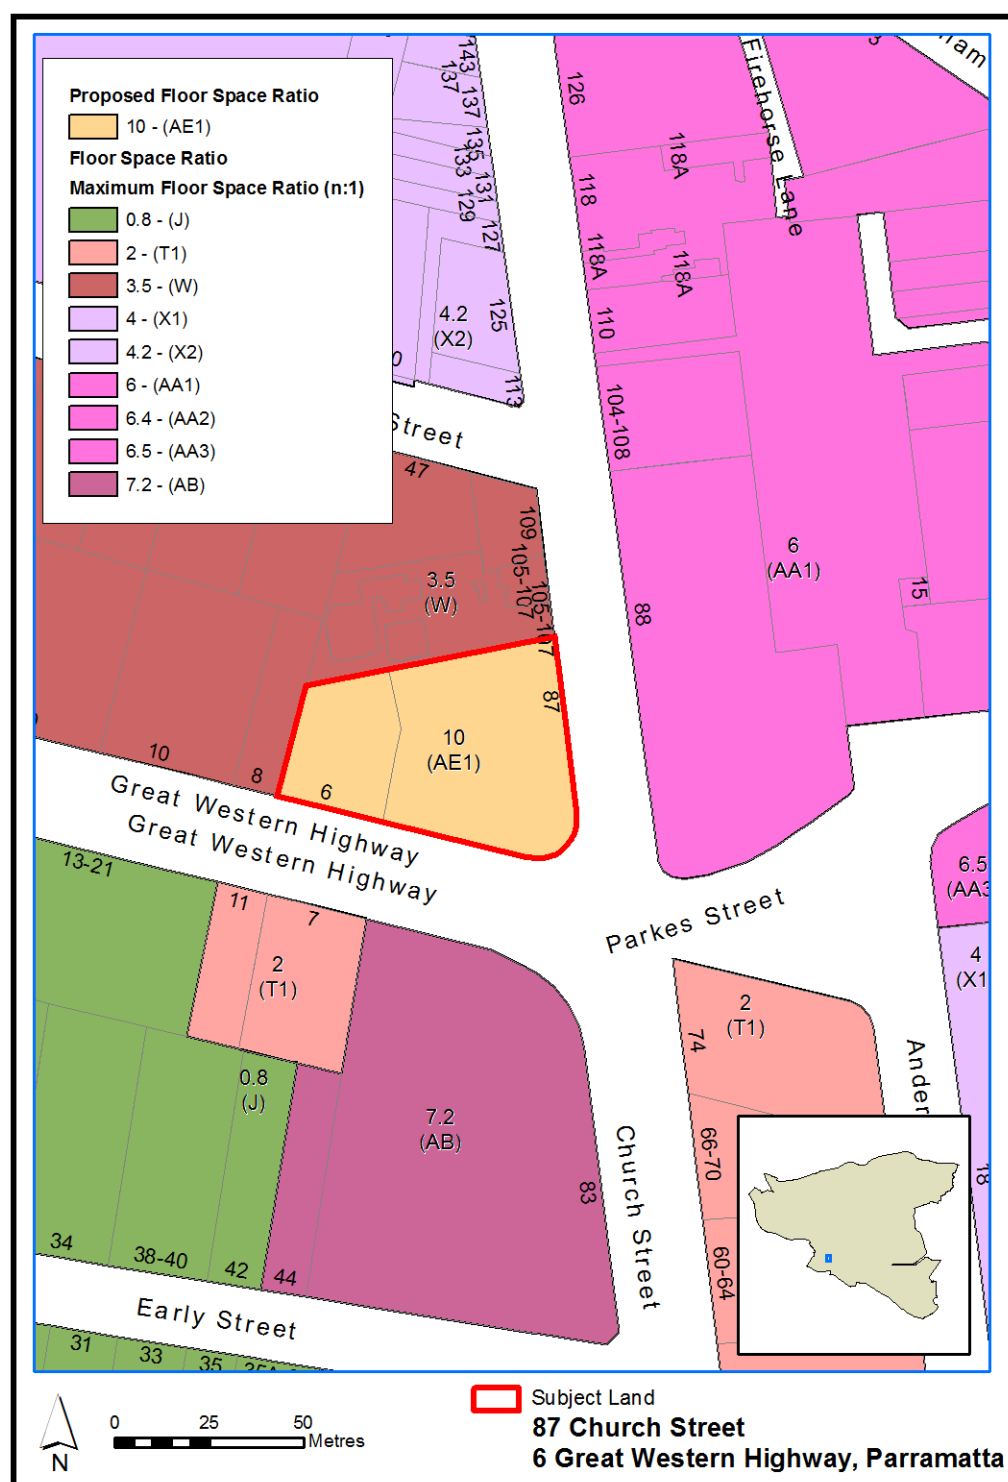 Proposed Floor Space Ratio
10 - (AE1)
Floor Space Ratio
Maximum Floor Space Ratio (n:1)
0.8 - (J)
2 - (T1)
3.5 - (W)
4 - (X1)
4.2 - (X2)
6 - (AA1)
6.4 - (AA2)
6.5 - (AA3)
7.2 - (AB)
143
137
137
135
133
131
129
127
125
113
4.2
(X2)
126
118
118A
118A
118A
110
104-108
88
Firehorse Lane
6
(AA1)
15
Street
47
109
105-107
105-107
3.5
(W)
87
10
(AE1)
6
8
10
Great Western Highway
Great Western Highway
13-21
11
7
2
(T1)
0.8
(J)
7.2
(AB)
83
34
38-40
42
44
Early Street
31
33
35
Church Street
Parkes Street
6.5
(AA3
4
(X1
2
(T1)
74
66-70
60-64
Ander
18
N
0 25 50
Metres
Subject Land
87 Church Street
6 Great Western Highway, Parramatta